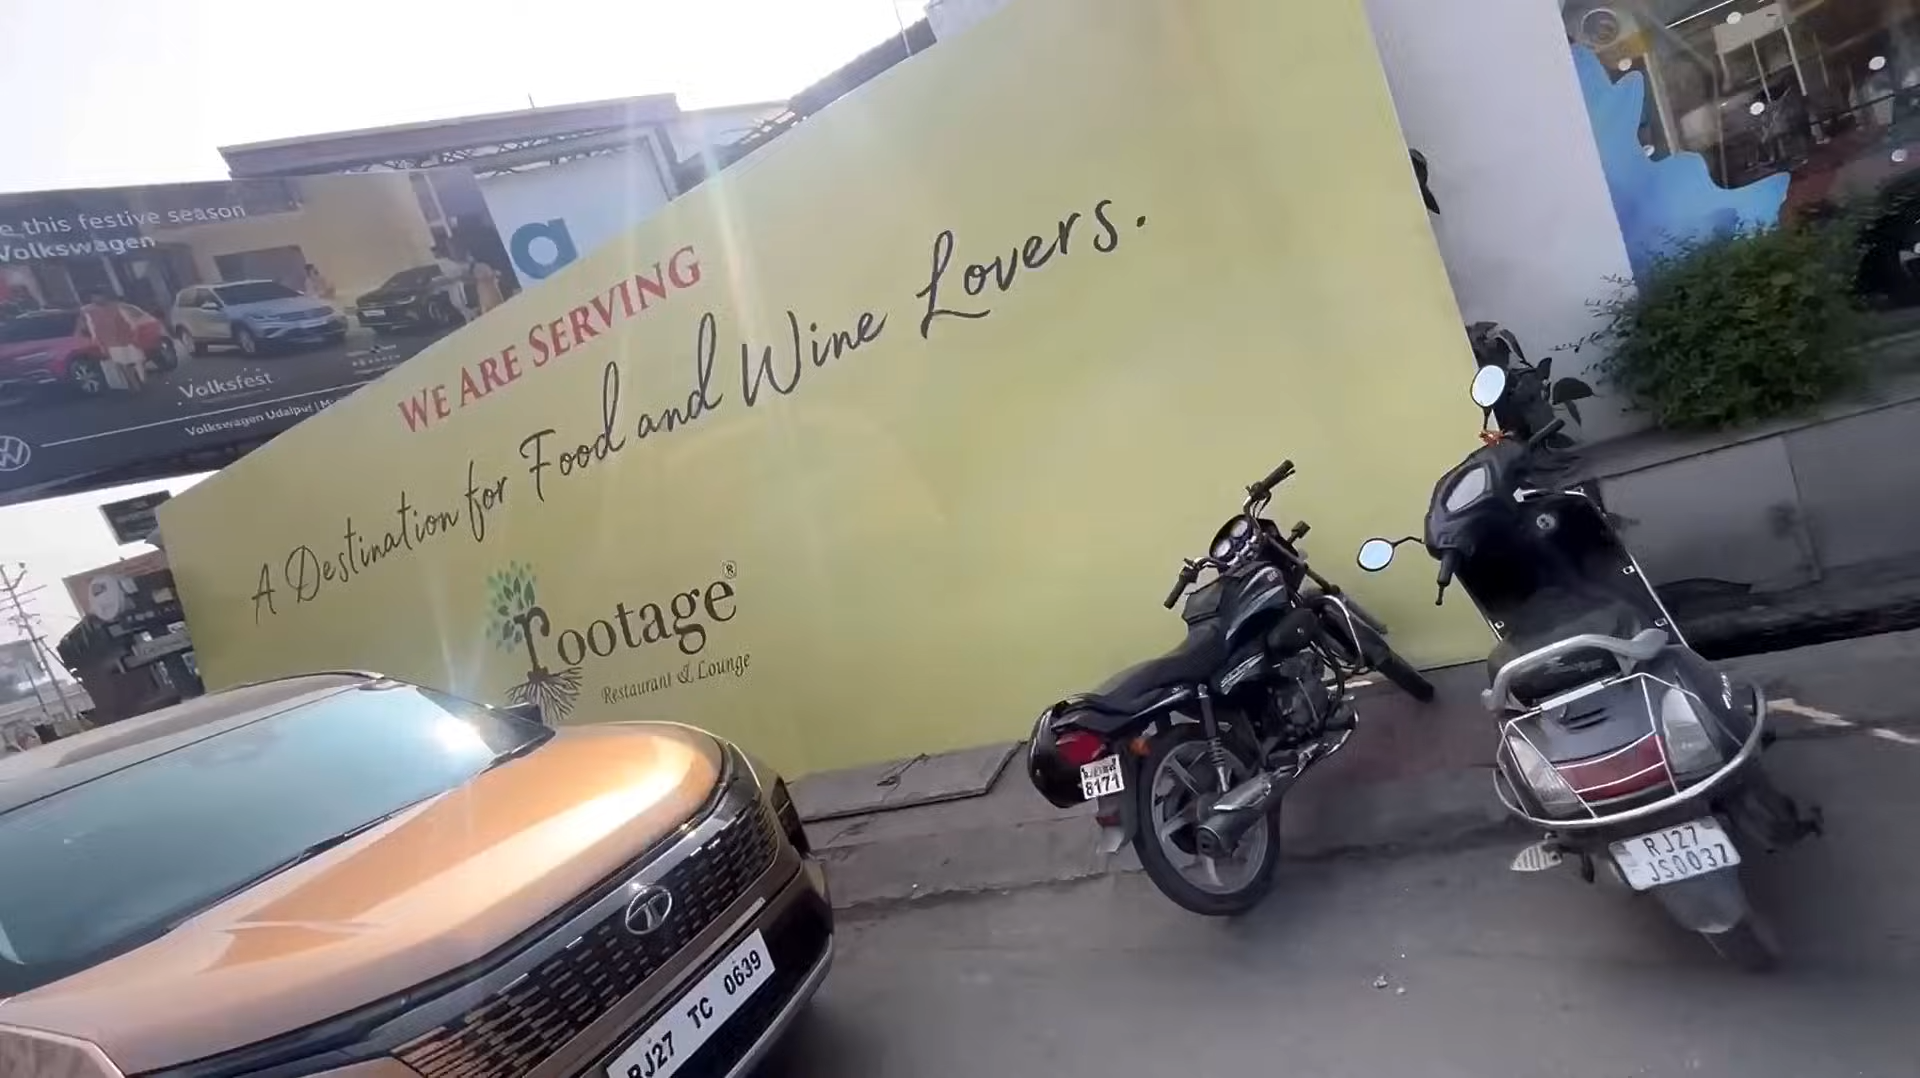 e this festive season
Volkswagen
Volksfest
Volkswagen Udaipur |
a
WE ARE SERVING
A Destination for Food and Wine Lovers.
rootage®
Restaurant & Lounge
8171
RJ27
JS0037
RJ27 TC 0639